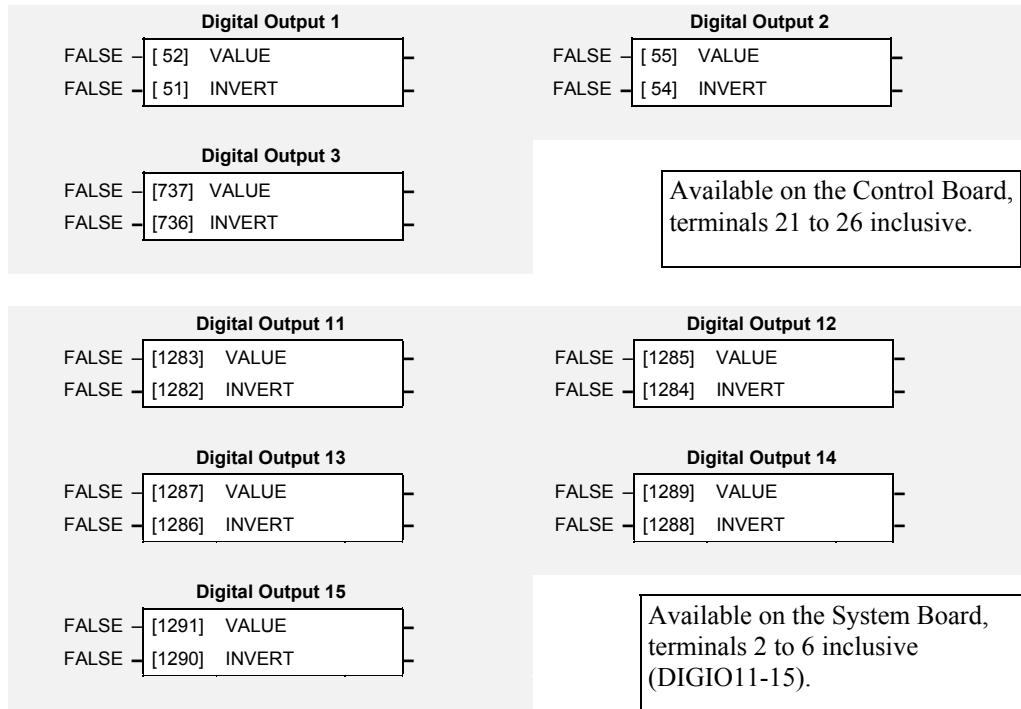 Digital Output 1
FALSE – [ 52] VALUE –
FALSE – [ 51] INVERT –
Digital Output 2
FALSE – [ 55] VALUE –
FALSE – [ 54] INVERT –
Digital Output 3
FALSE – [737] VALUE –
FALSE – [736] INVERT –
Available on the Control Board,
terminals 21 to 26 inclusive.
Digital Output 11
FALSE – [1283] VALUE –
FALSE – [1282] INVERT –
Digital Output 12
FALSE – [1285] VALUE –
FALSE – [1284] INVERT –
Digital Output 13
FALSE – [1287] VALUE –
FALSE – [1286] INVERT –
Digital Output 14
FALSE – [1289] VALUE –
FALSE – [1288] INVERT –
Digital Output 15
FALSE – [1291] VALUE –
FALSE – [1290] INVERT –
Available on the System Board,
terminals 2 to 6 inclusive
(DIGIO11-15).